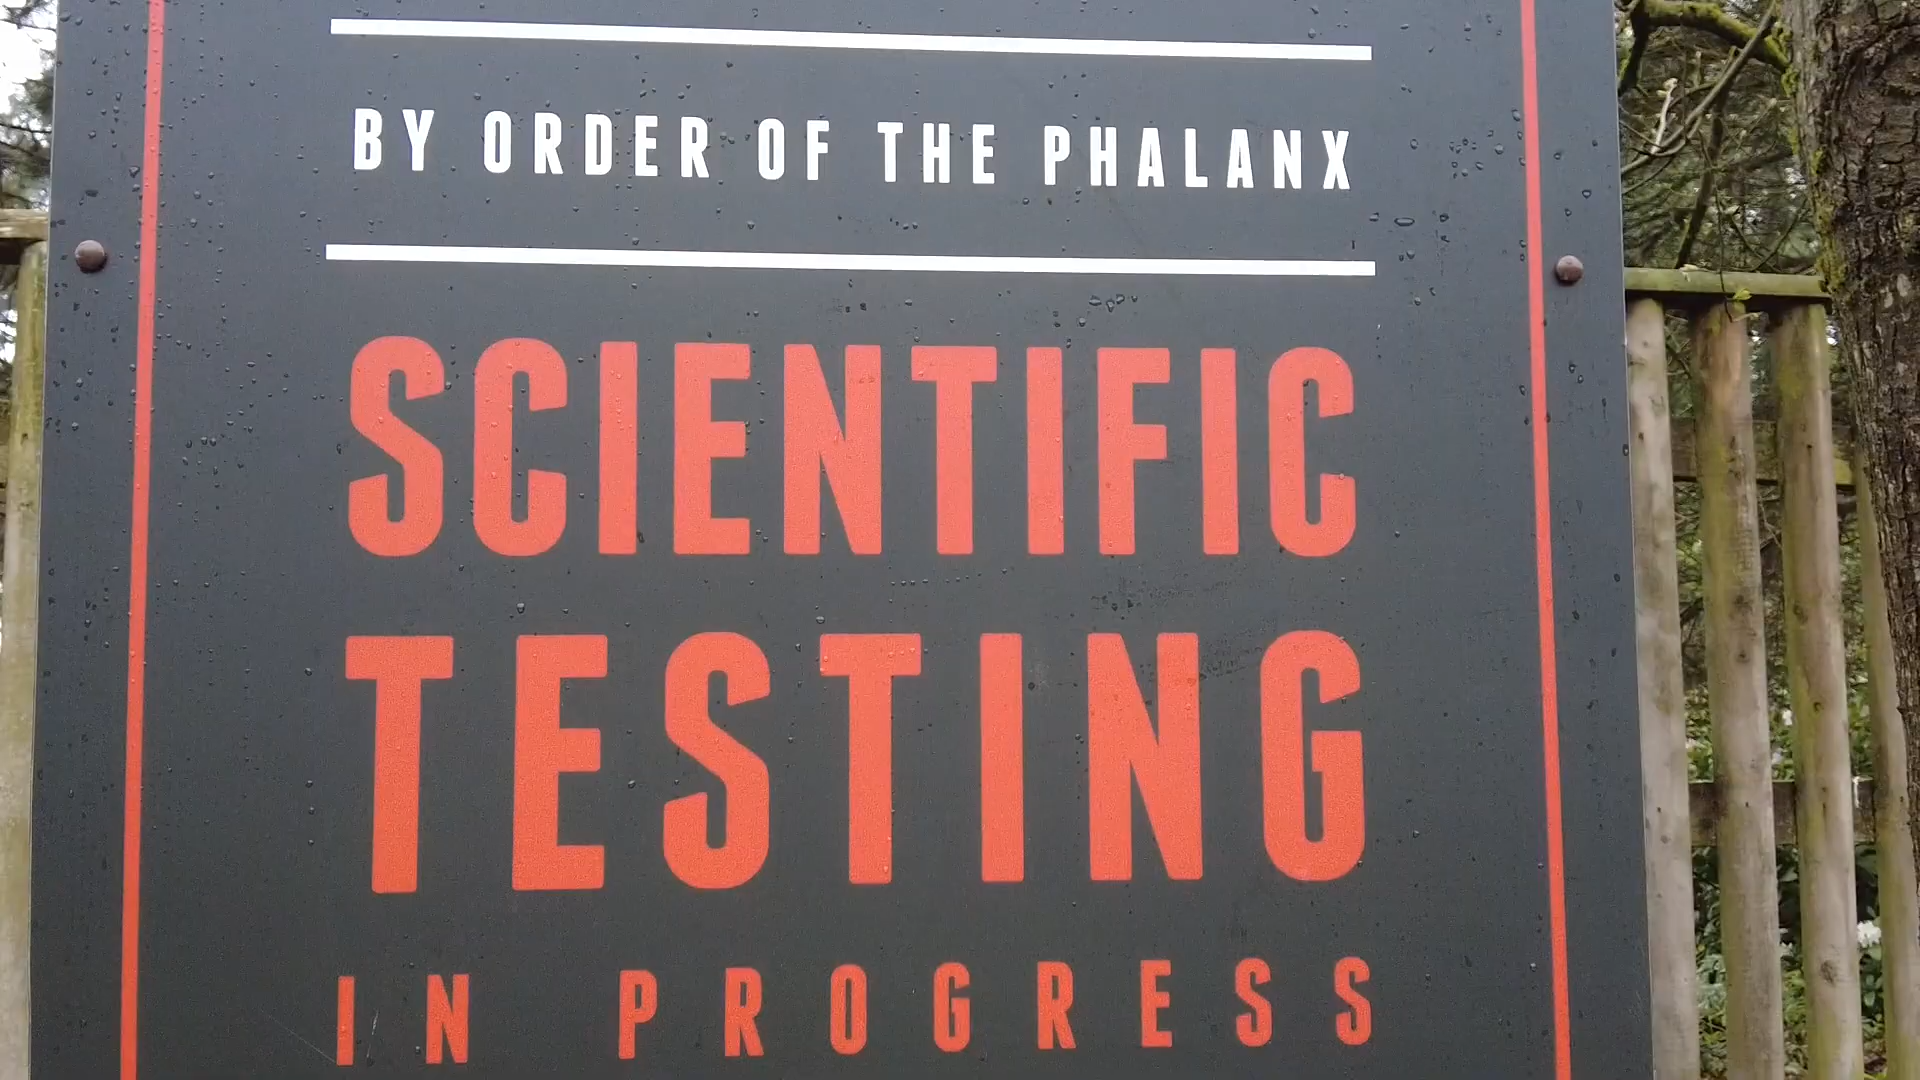 BY ORDER OF THE PHALANX
SCIENTIFIC
TESTING
IN PROGRESS